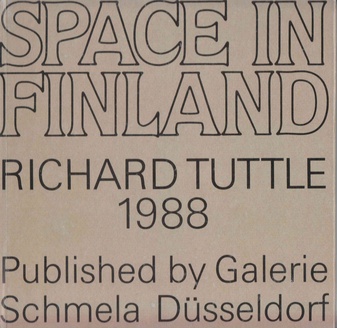 SPACE IN
FINLAND
RICHARD TUTTLE
1988
Published by Galerie
Schmela Düsseldorf